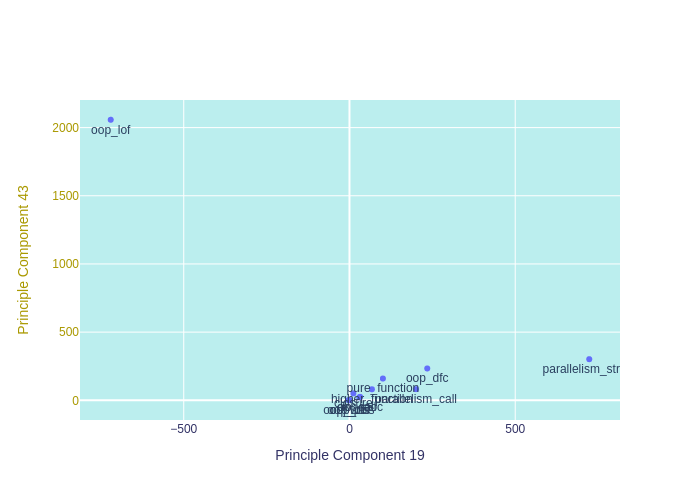 2000
oop_lof
1500
1000
500
parallelism_str
oop_dfc
pure_function
parallelism_call
0
−500
0
500
Principle Component 19
Principle Component 43